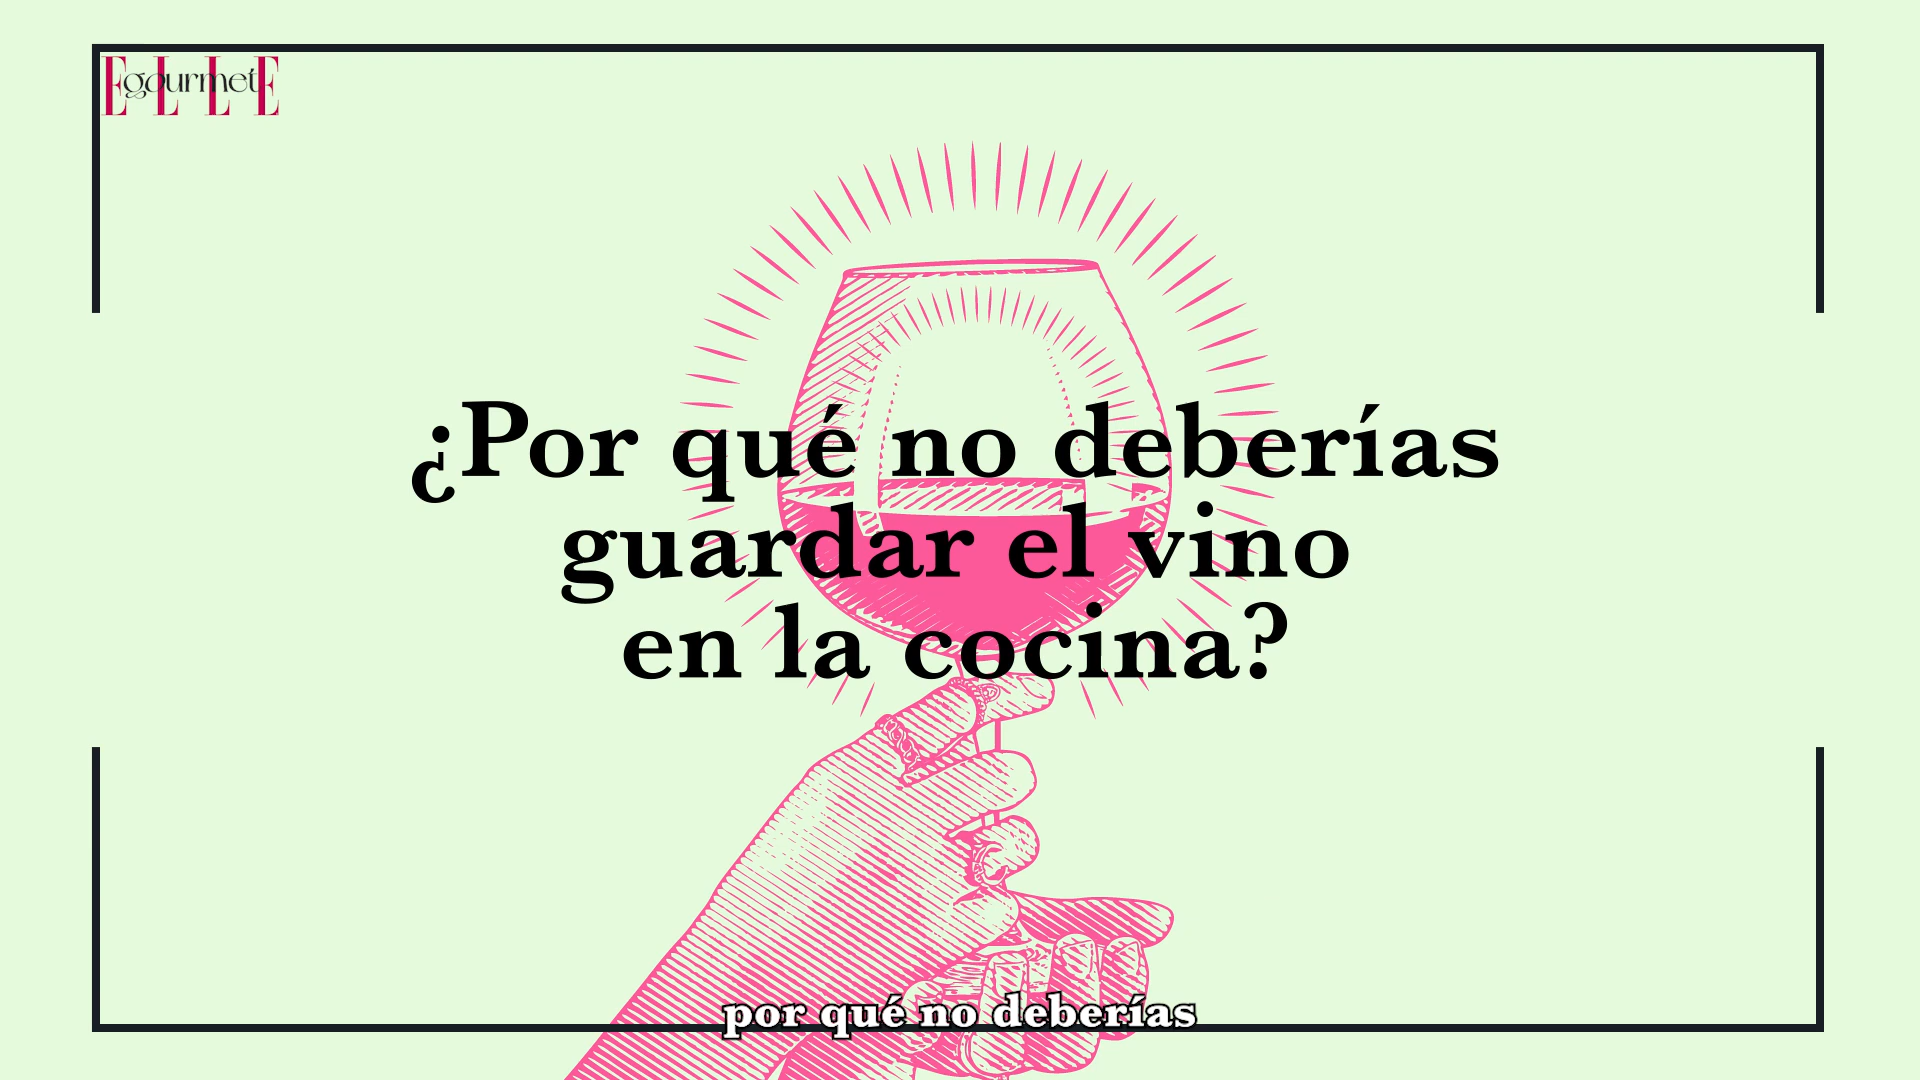 ELLE
gourmet
¿Por qué no deberías
guardar el vino
en la cocina?
por qué no deberías